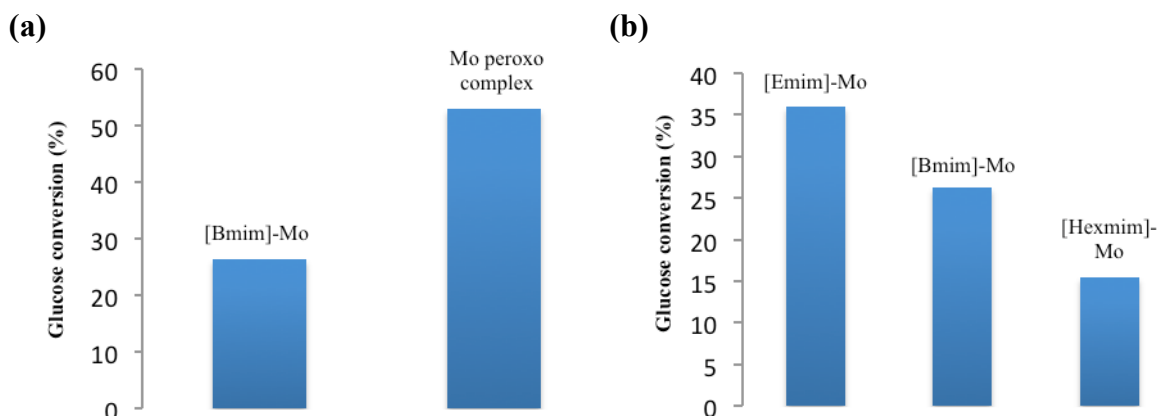 (a)
Glucose conversion (%)
60
50
40
30
20
10
0
[Bmim]-Mo
Mo peroxo
complex
(b)
Glucose conversion (%)
40
35
30
25
20
15
10
5
0
[Emim]-Mo
[Bmim]-Mo
[Hexmim]-
Mo